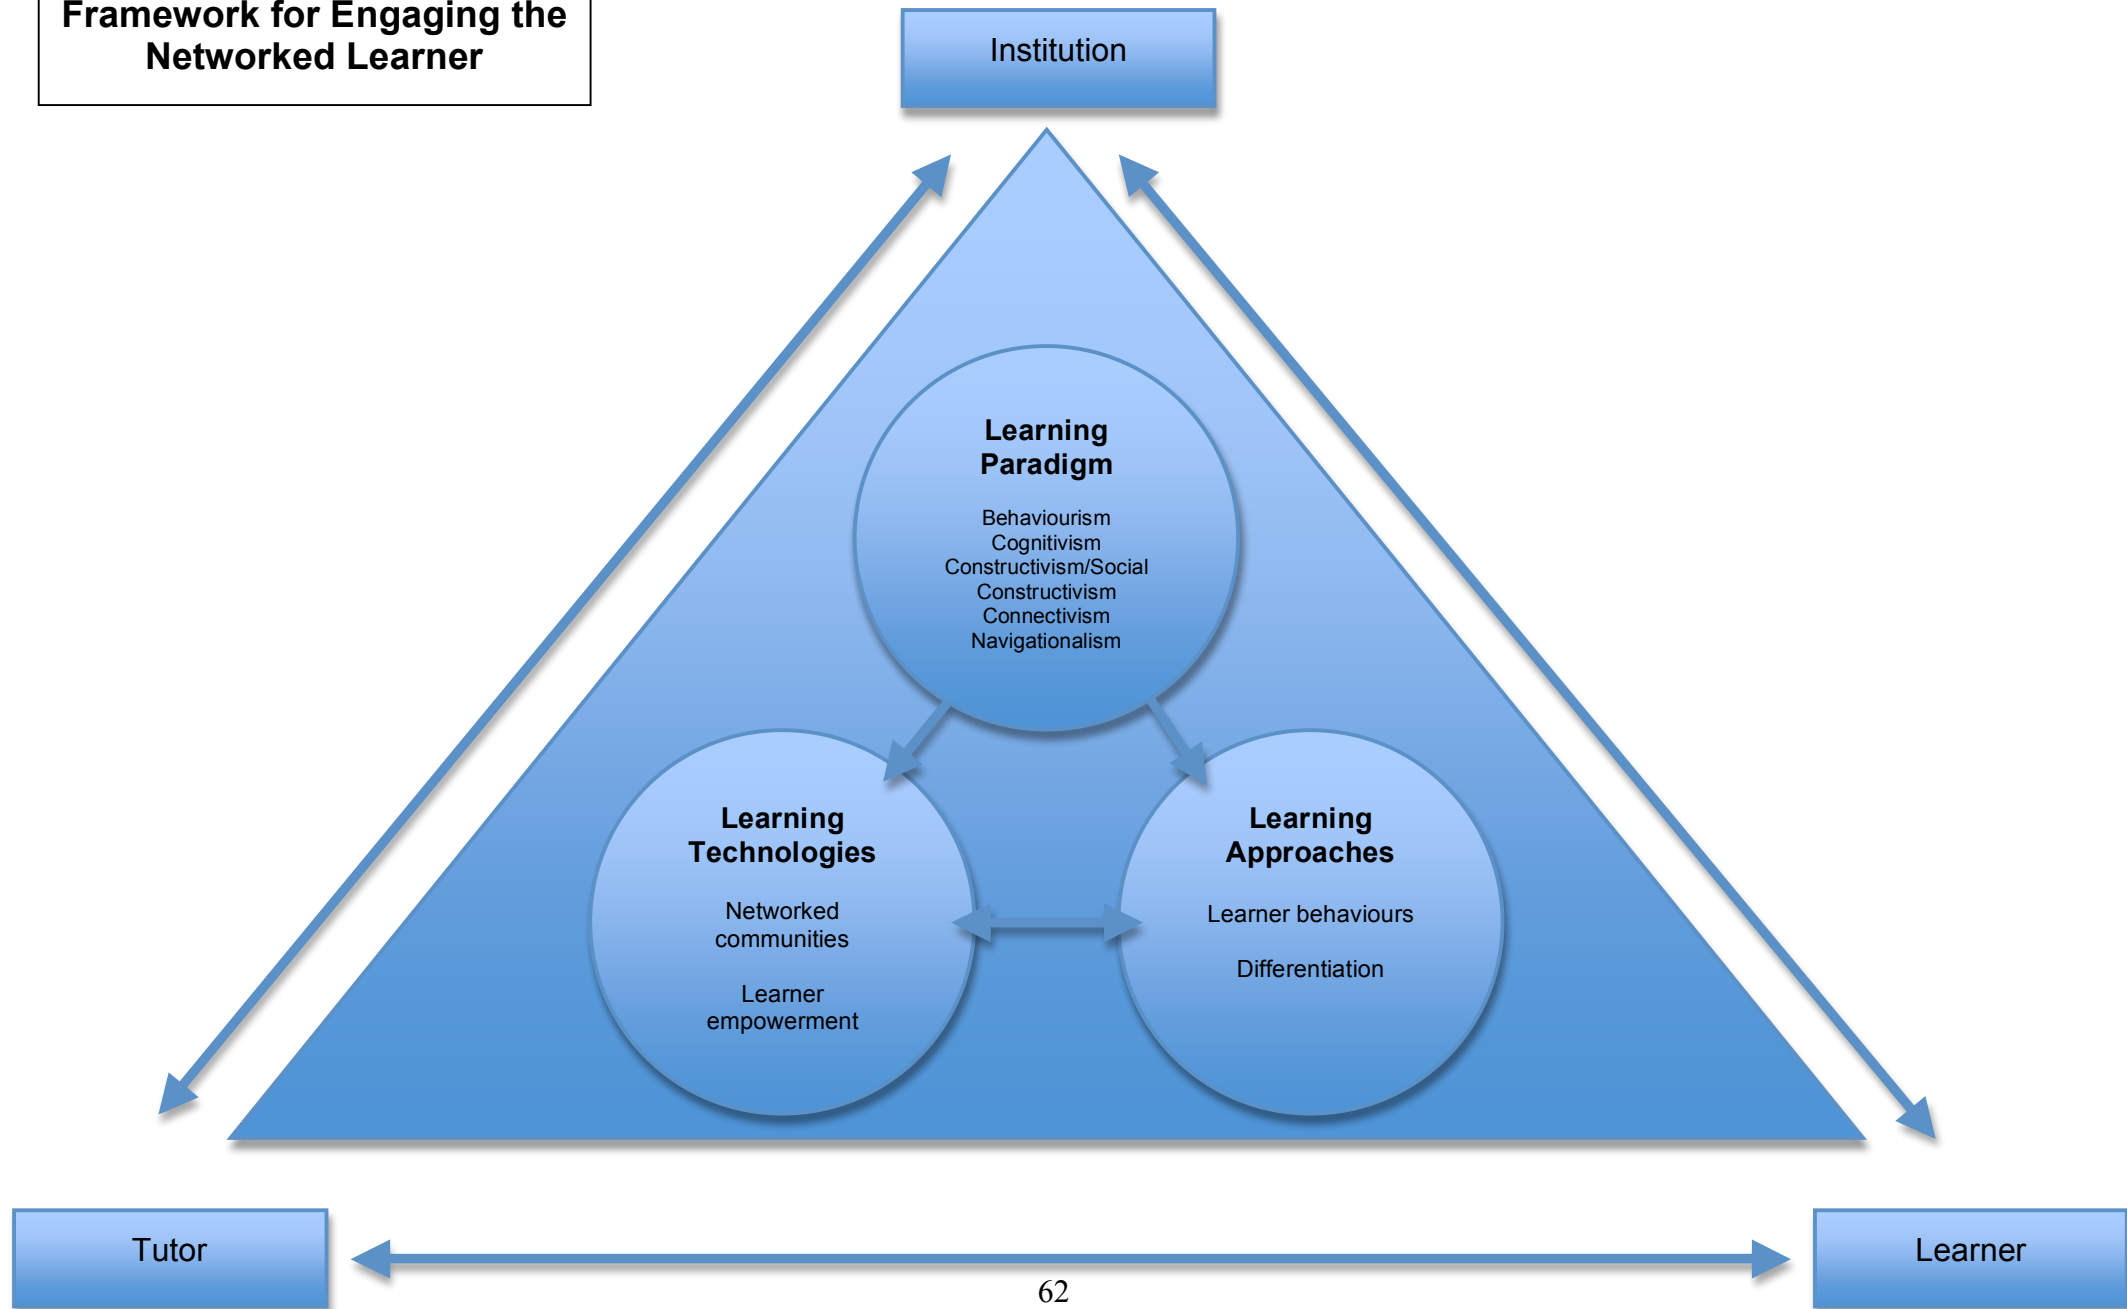 Framework for Engaging the
Networked Learner
Institution
Learning
Paradigm
Behaviourism
Cognitivism
Constructivism/Social
Constructivism
Connectivism
Navigationalism
Learning
Technologies
Networked
communities
Learner
empowerment
Learning
Approaches
Learner behaviours
Differentiation
Tutor
Learner
62